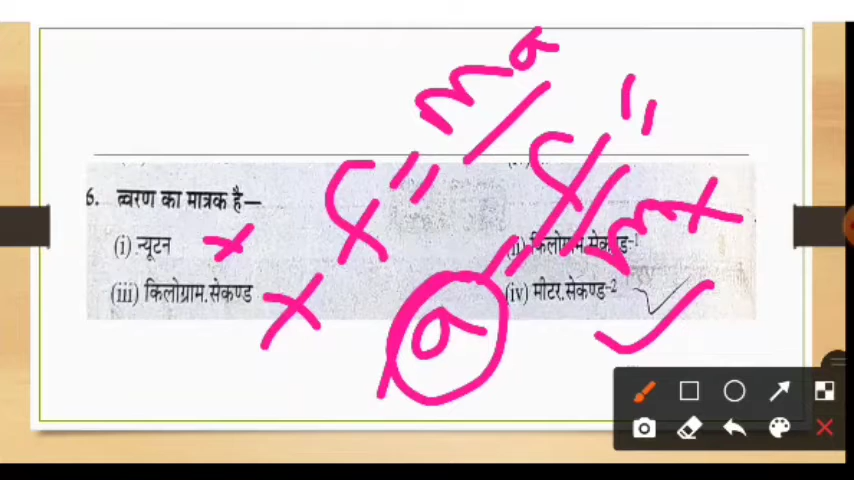 6. त्वरण का मात्रक है—
(i) न्यूटन
(ii) किलोग्राम.सेकण्ड⁻¹
(iii) किलोग्राम.सेकण्ड
(iv) मीटर.सेकण्ड⁻²
f = ma
a